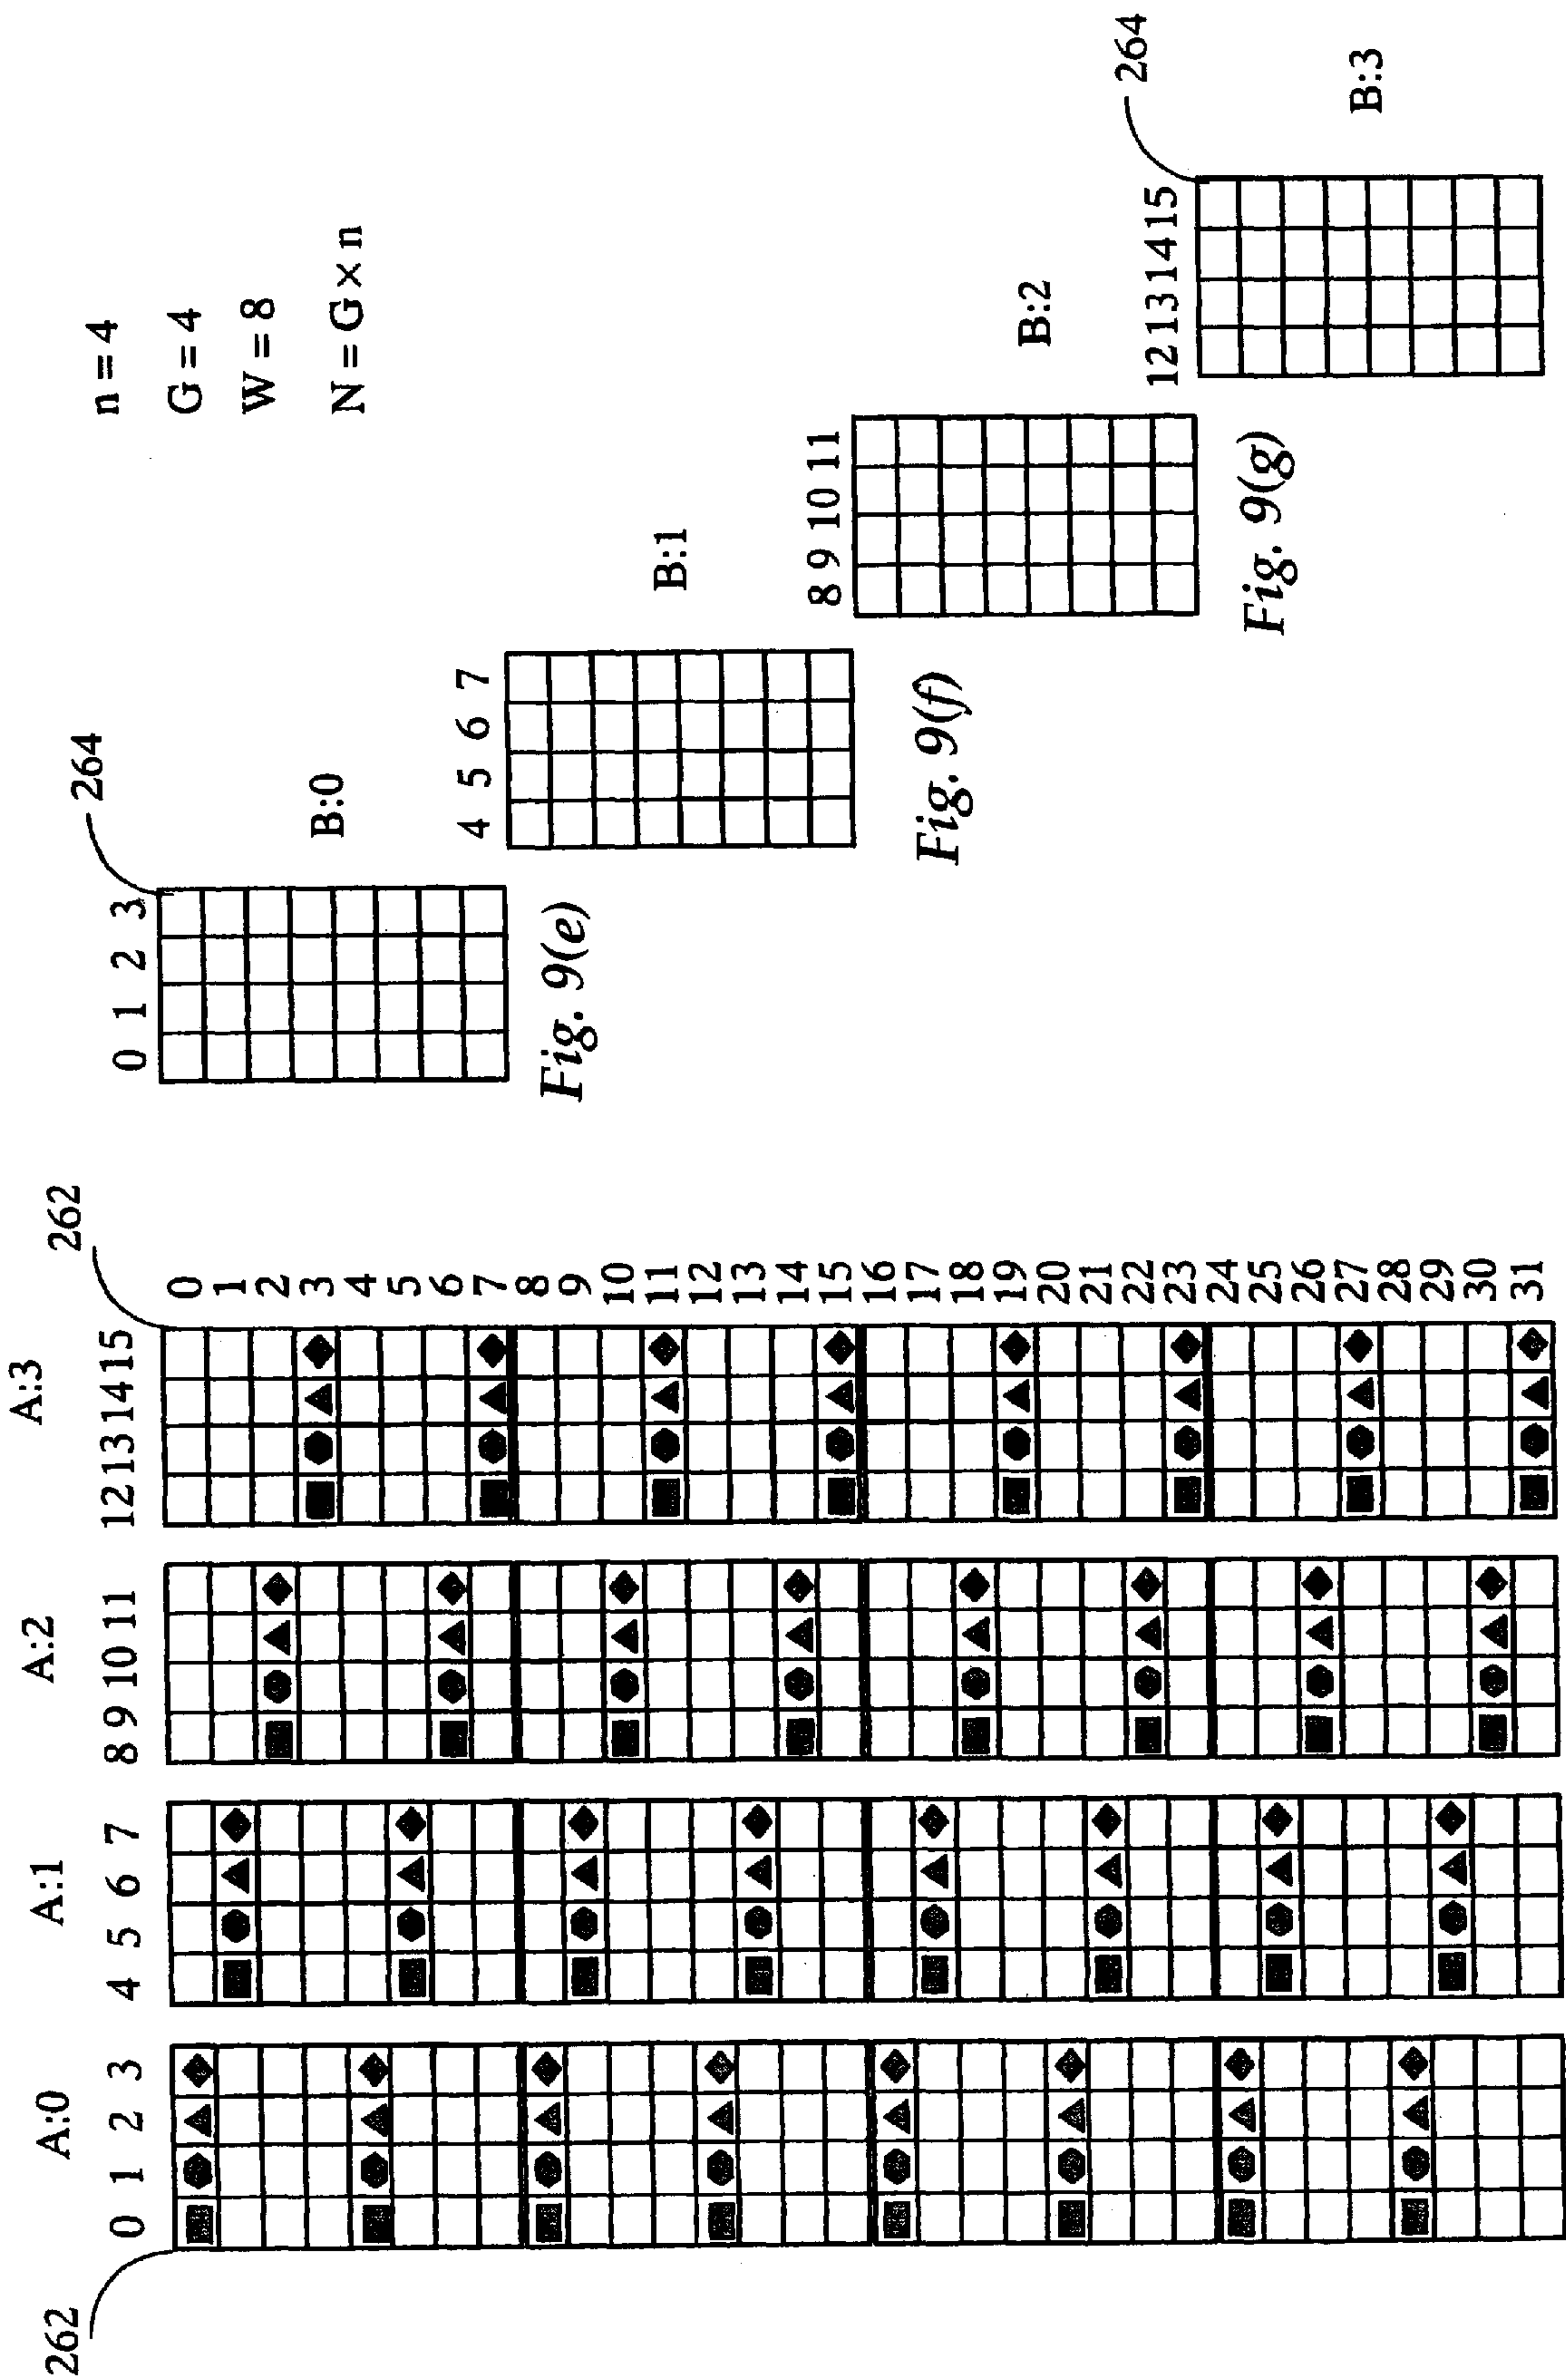 262
A:0
0 1 2 3
A:1
4 5 6 7
A:2
8 9 10 11
A:3
12 13 14 15
262
0
1
2
3
4
5
6
7
8
9
10
11
12
13
14
15
16
17
18
19
20
21
22
23
24
25
26
27
28
29
30
31
264
0 1 2 3
B:0
Fig. 9(e)
4 5 6 7
B:1
Fig. 9(f)
8 9 10 11
B:2
Fig. 9(g)
12 13 14 15
264
B:3
n = 4
G = 4
W = 8
N = G × n